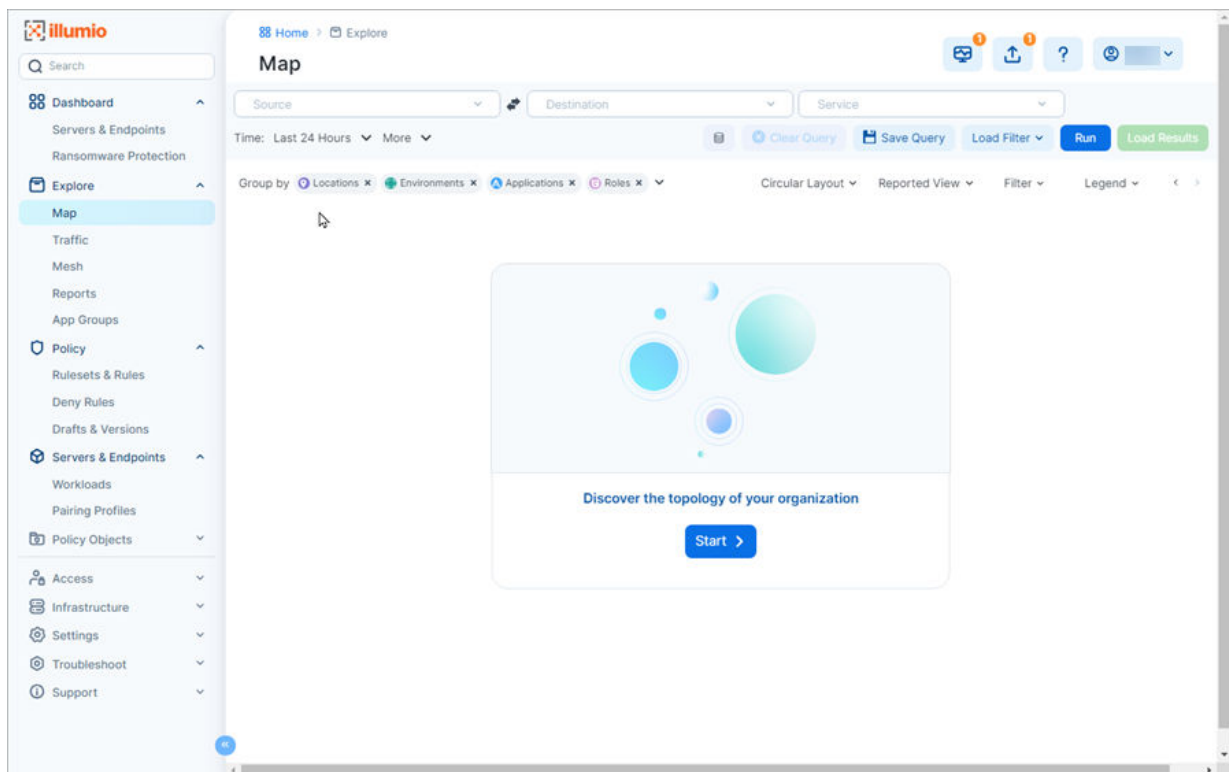 illumio
Search
Dashboard
Servers & Endpoints
Ransomware Protection
Explore
Map
Traffic
Mesh
Reports
App Groups
Policy
Rulesets & Rules
Deny Rules
Drafts & Versions
Servers & Endpoints
Workloads
Pairing Profiles
Policy Objects
Access
Infrastructure
Settings
Troubleshoot
Support
Home > Explore
Map
1 1 ?
Source Destination Service
Time: Last 24 Hours More Clear Query Save Query Load Filter Run Load Results
Group by Locations × Environments × Applications × Roles × Circular Layout Reported View Filter Legend < >
Discover the topology of your organization
Start >